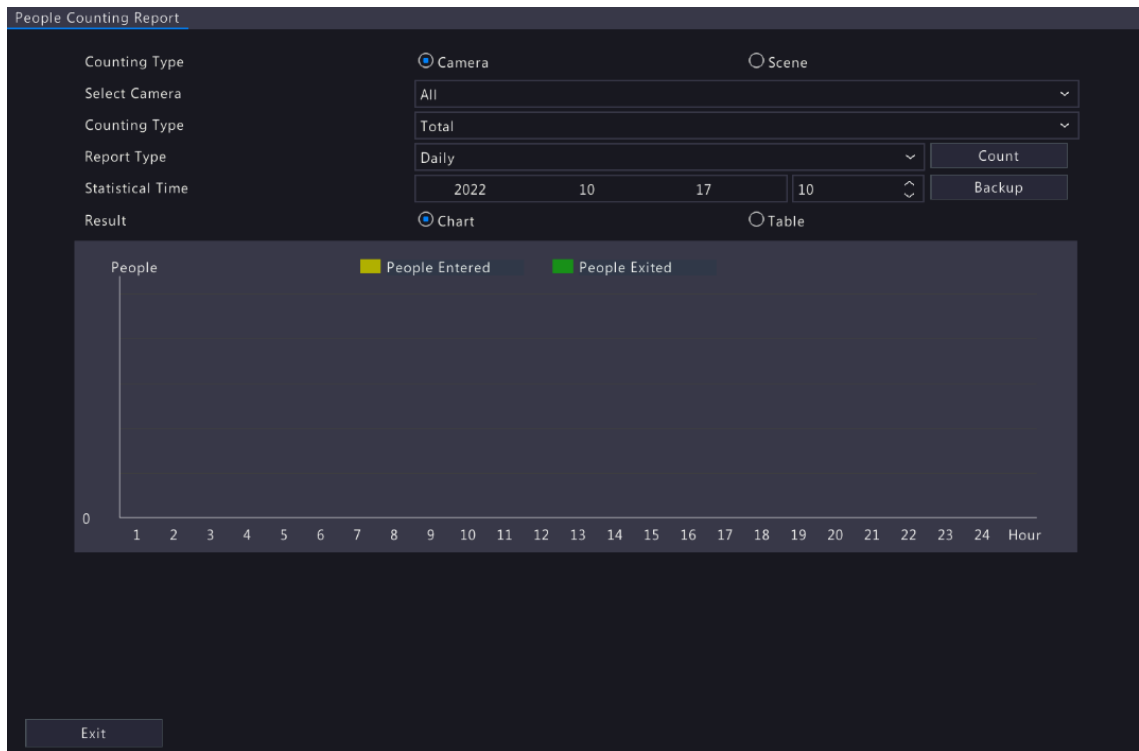 People Counting Report
Counting Type Camera Scene
Select Camera All
Counting Type Total
Report Type Daily Count
Statistical Time 2022 10 17 10 Backup
Result Chart Table
People People Entered People Exited
0
1 2 3 4 5 6 7 8 9 10 11 12 13 14 15 16 17 18 19 20 21 22 23 24 Hour
Exit